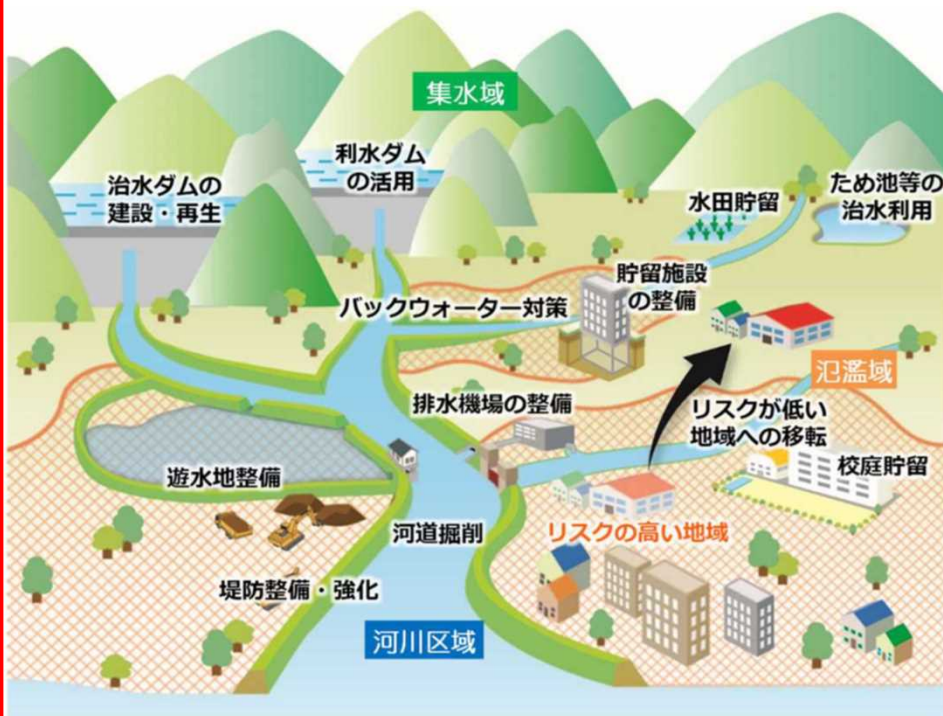 集水域
利水ダム
の活用
治水ダムの
建設・再生
水田貯留
ため池等の
治水利用
貯留施設
の整備
バックウォーター対策
氾濫域
排水機場の整備
リスクが低い
地域への移転
校庭貯留
遊水地整備
河道掘削
リスクの高い地域
堤防整備・強化
河川区域